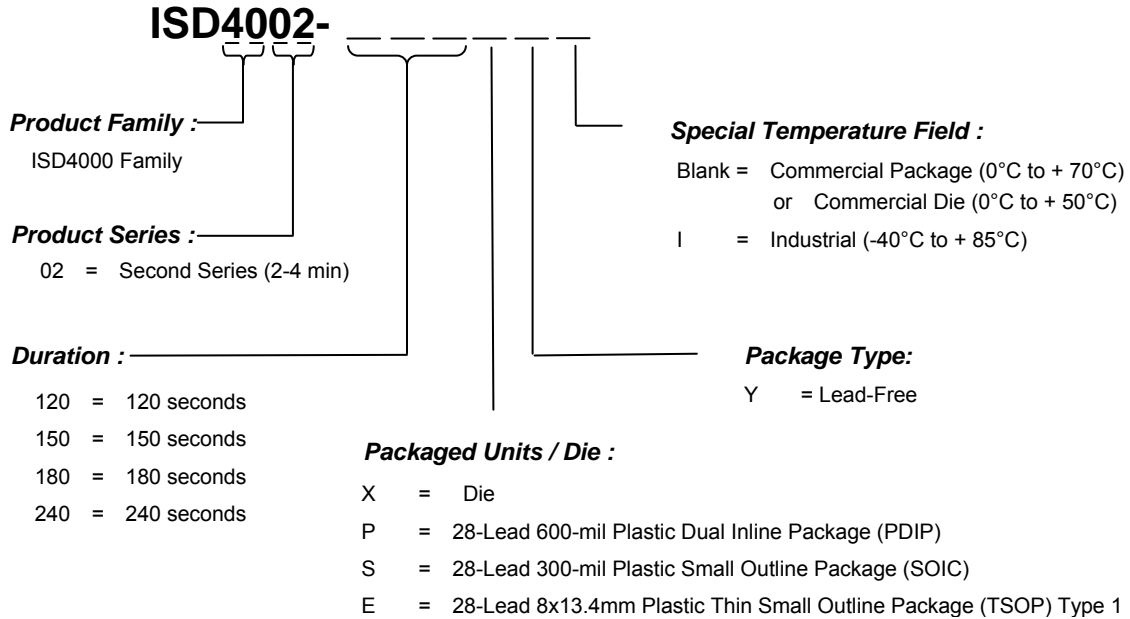 ISD4002- _ _ _ _ _ _
Product Family :
ISD4000 Family
Product Series :
02 = Second Series (2-4 min)
Duration :
120 = 120 seconds
150 = 150 seconds
180 = 180 seconds
240 = 240 seconds
Special Temperature Field :
Blank = Commercial Package (0°C to + 70°C)
or Commercial Die (0°C to + 50°C)
I = Industrial (-40°C to + 85°C)
Package Type:
Y = Lead-Free
Packaged Units / Die :
X = Die
P = 28-Lead 600-mil Plastic Dual Inline Package (PDIP)
S = 28-Lead 300-mil Plastic Small Outline Package (SOIC)
E = 28-Lead 8x13.4mm Plastic Thin Small Outline Package (TSOP) Type 1